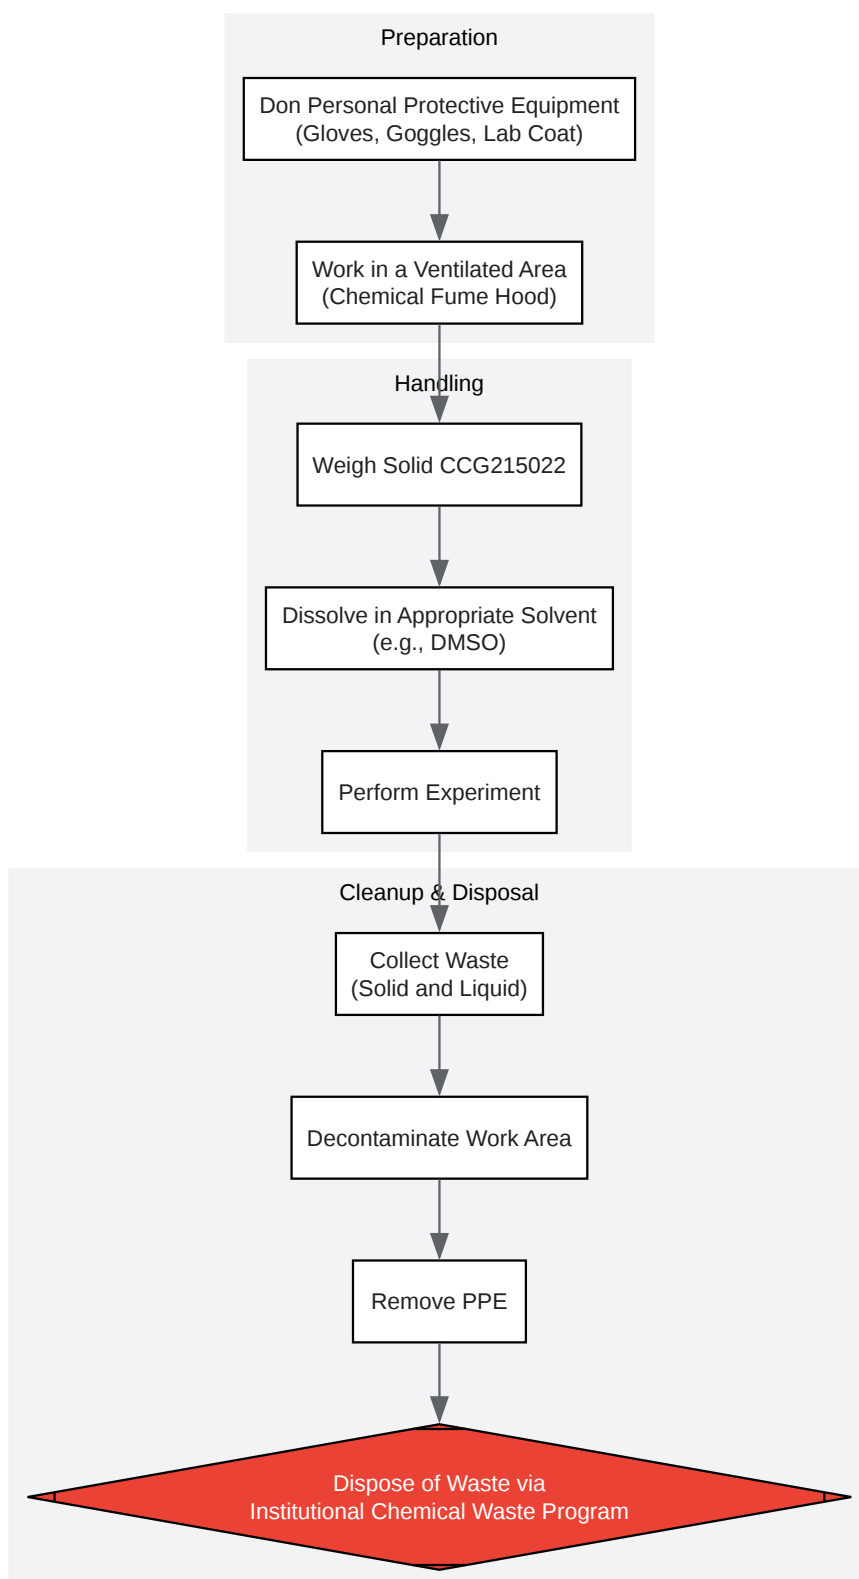 Preparation
Don Personal Protective Equipment
(Gloves, Goggles, Lab Coat)
Work in a Ventilated Area
(Chemical Fume Hood)
Handling
Weigh Solid CCG215022
Dissolve in Appropriate Solvent
(e.g., DMSO)
Perform Experiment
Cleanup & Disposal
Collect Waste
(Solid and Liquid)
Decontaminate Work Area
Remove PPE
Dispose of Waste via
Institutional Chemical Waste Program